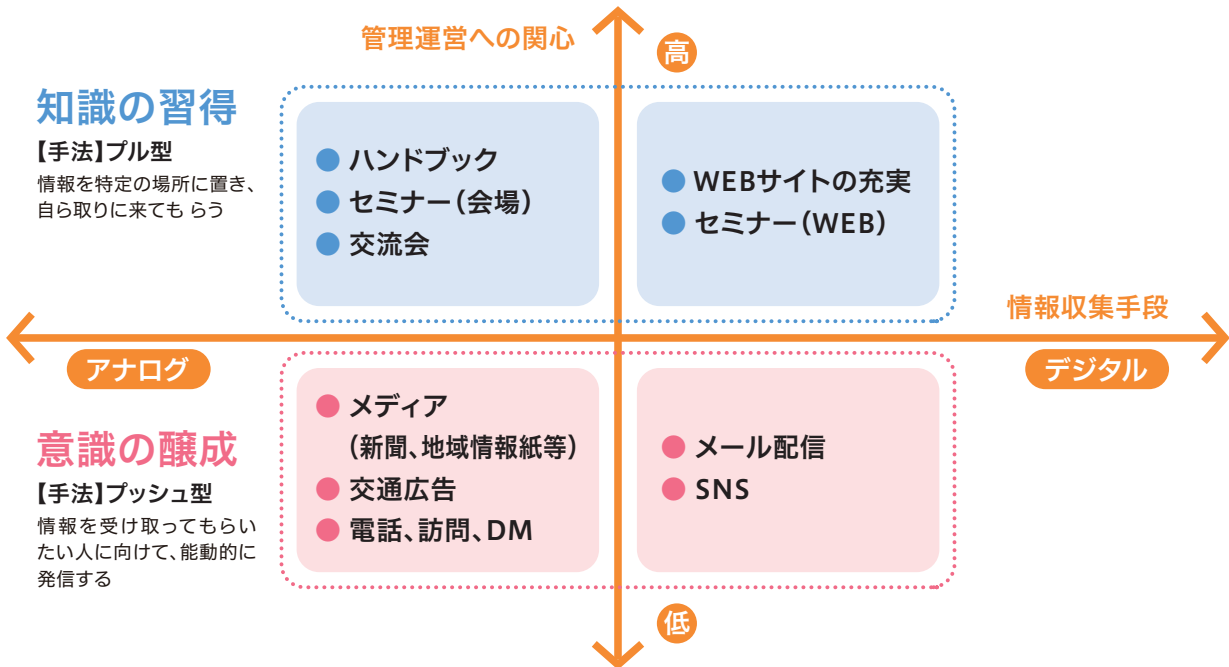 管理運営への関心
高
知識の習得
【手法】プル型
情報を特定の場所に置き、
自ら取りに来ても らう
● ハンドブック
● セミナー(会場)
● 交流会
● WEBサイトの充実
● セミナー(WEB)
情報収集手段
アナログ
デジタル
意識の醸成
【手法】プッシュ型
情報を受け取ってもらい
たい人に向けて、能動的に
発信する
● メディア
(新聞、地域情報紙等)
● 交通広告
● 電話、訪問、DM
● メール配信
● SNS
低